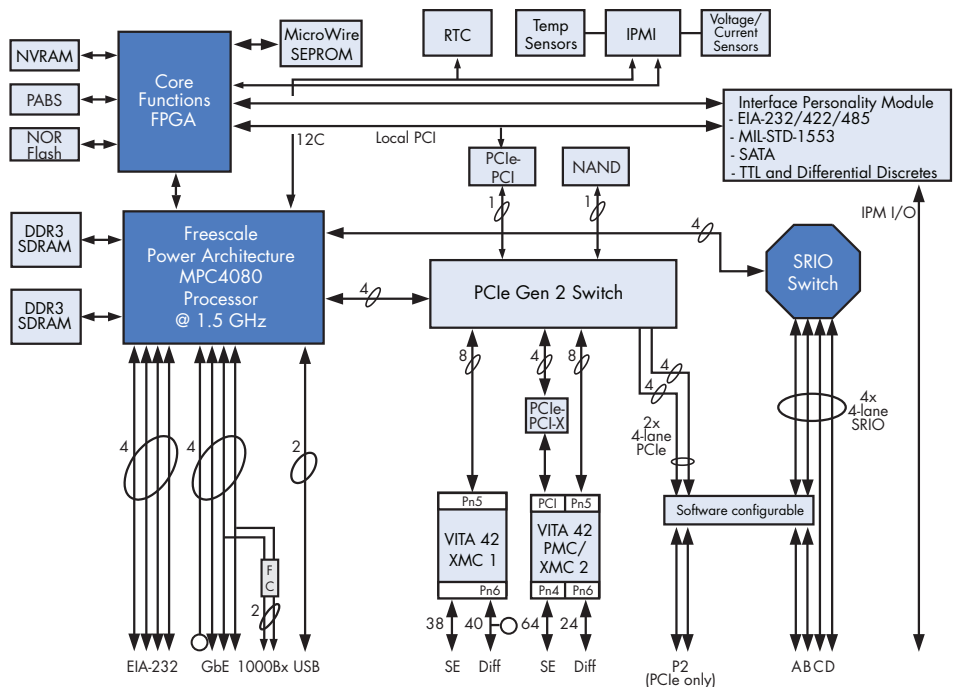 NVRAM
PABS
NOR
Flash
Core
Functions
FPGA
MicroWire
SEPROM
RTC
Temp
Sensors
IPMI
Voltage/
Current
Sensors
Interface Personality Module
- EIA-232/422/485
- MIL-STD-1553
- SATA
- TTL and Differential Discretes
12C
Local PCI
PCIe-
PCI
NAND
1
1
IPM I/O
DDR3
SDRAM
DDR3
SDRAM
Freescale
Power Architecture
MPC4080
Processor
@ 1.5 GHz
4
4
PCIe Gen 2 Switch
SRIO
Switch
8
4
8
4
4
PCIe-
PCI-X
2x
4-lane
PCIe
4x
4-lane
SRIO
4
4
2
Pn5
VITA 42
XMC 1
Pn6
PCI
Pn5
VITA 42
PMC/
XMC 2
Pn4
Pn6
Software configurable
F
C
2
38
40
64
24
EIA-232
GbE
1000Bx
USB
SE
Diff
SE
Diff
P2
(PCIe only)
ABCD